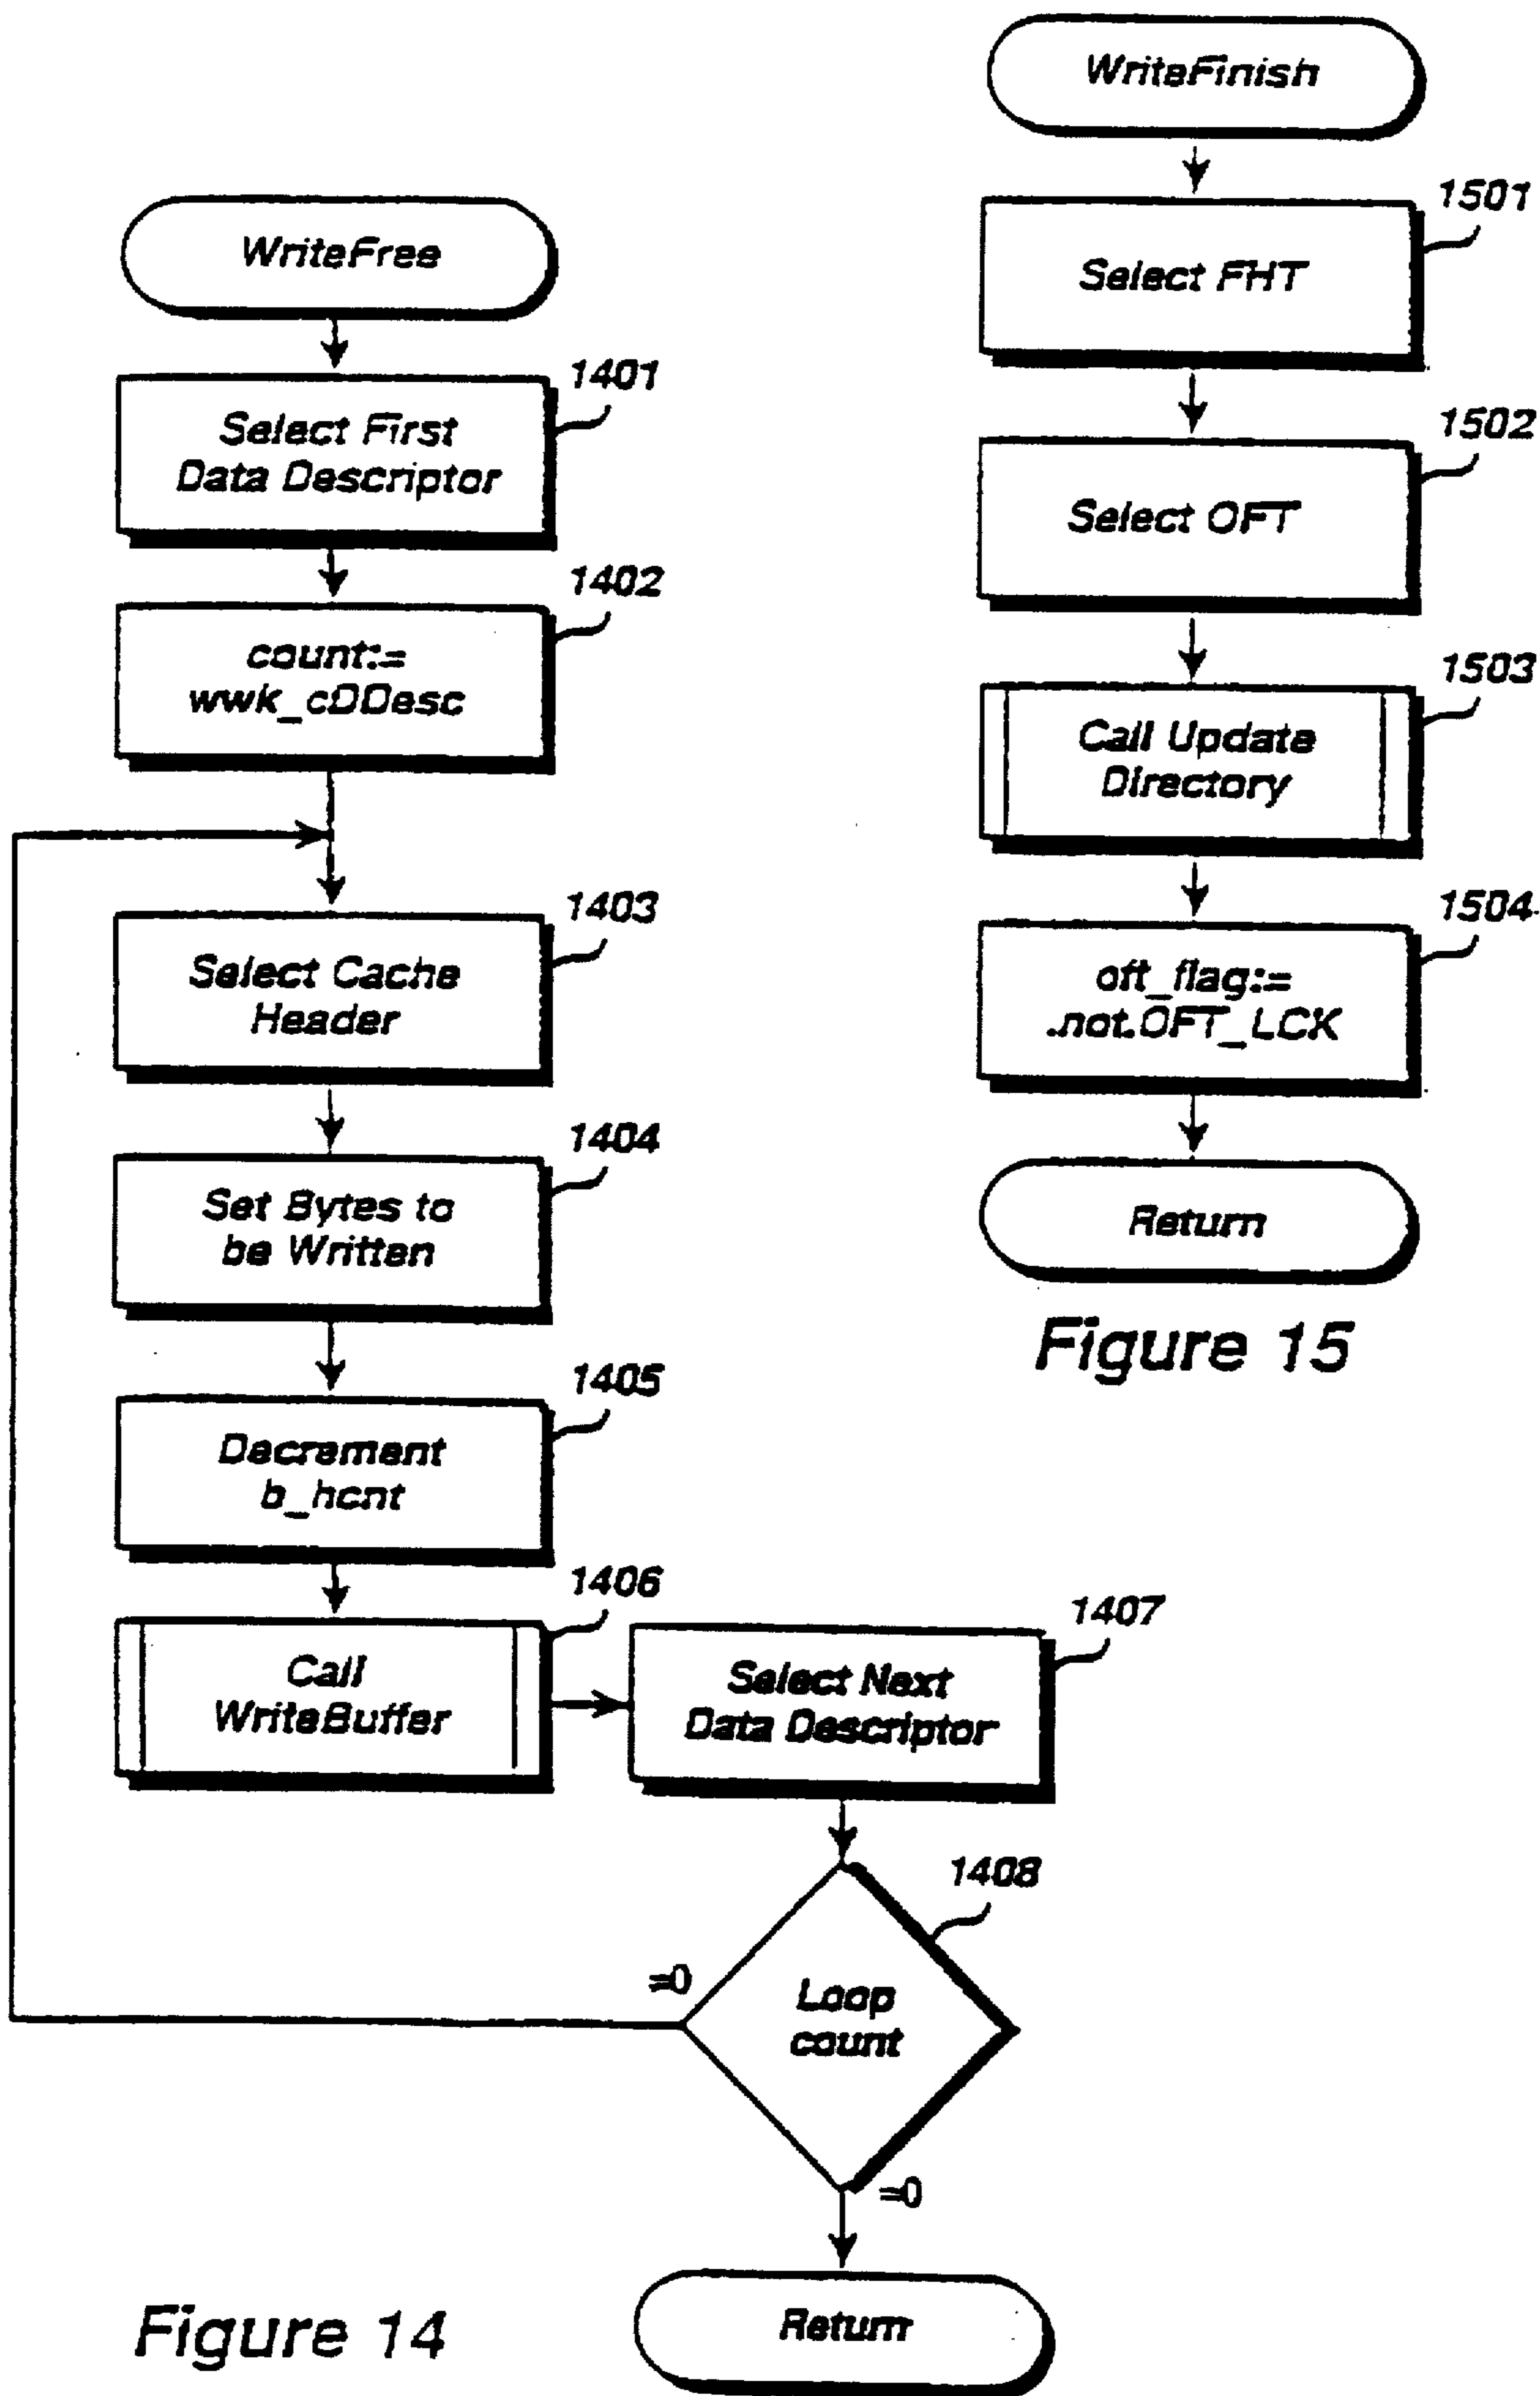 WriteFree
1401
Select First
Data Descriptor
1402
count:=
wwk_cDDesc
1403
Select Cache
Header
1404
Set Bytes to
be Written
1405
Decrement
b_hcnt
1406
Call
WriteBuffer
1407
Select Next
Data Descriptor
1408
Loop
count
=0
=0
Return
Figure 14
WriteFinish
1501
Select FHT
1502
Select OFT
1503
Call Update
Directory
1504
oft_flag:=
.not.OFT_LCK
Return
Figure 15